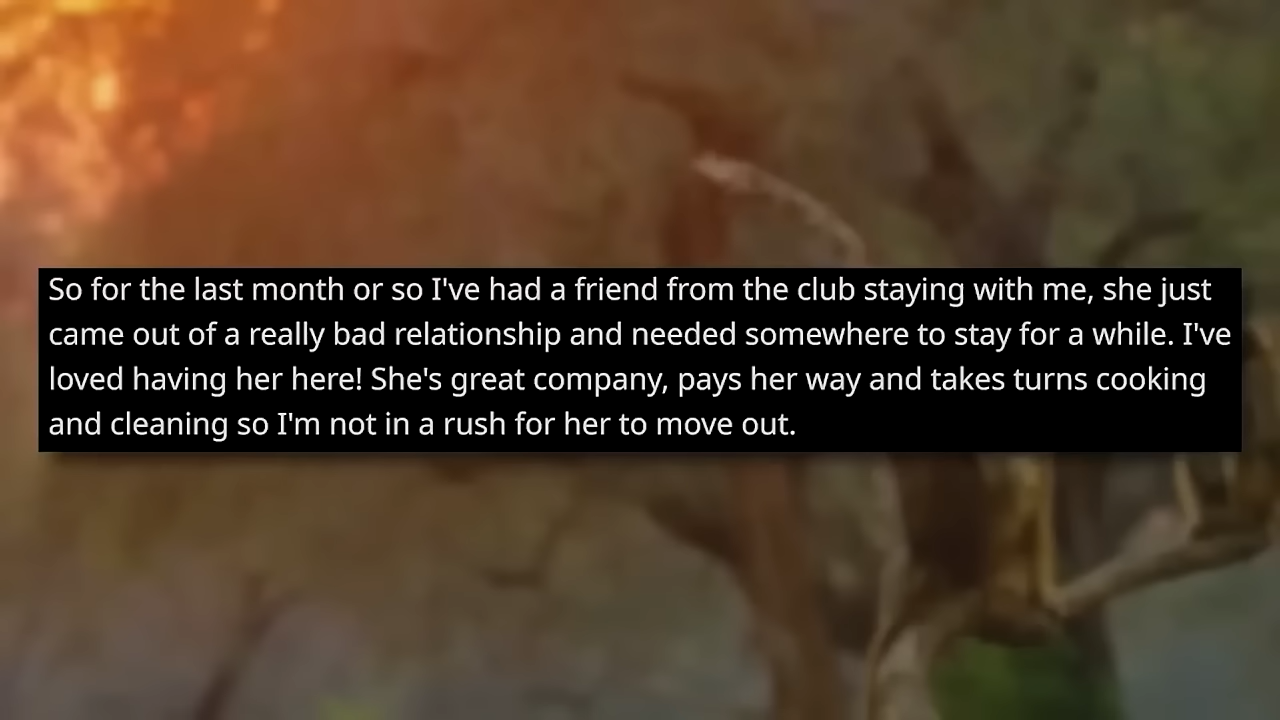 So for the last month or so I've had a friend from the club staying with me, she just
came out of a really bad relationship and needed somewhere to stay for a while. I've
loved having her here! She's great company, pays her way and takes turns cooking
and cleaning so I'm not in a rush for her to move out.